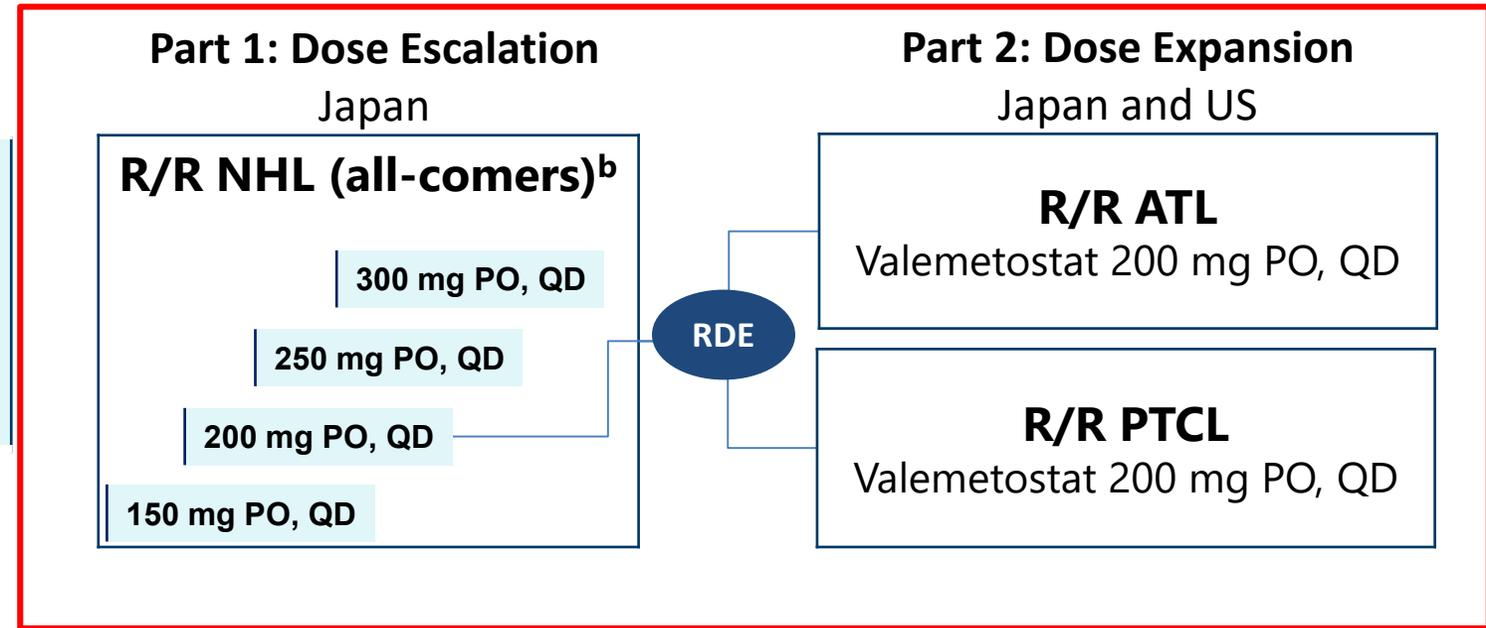 Part 1: Dose Escalation
Japan
R/R NHL (all-comers)ᵇ
300 mg PO, QD
250 mg PO, QD
200 mg PO, QD
150 mg PO, QD
RDE
Part 2: Dose Expansion
Japan and US
R/R ATL
Valemetostat 200 mg PO, QD
R/R PTCL
Valemetostat 200 mg PO, QD